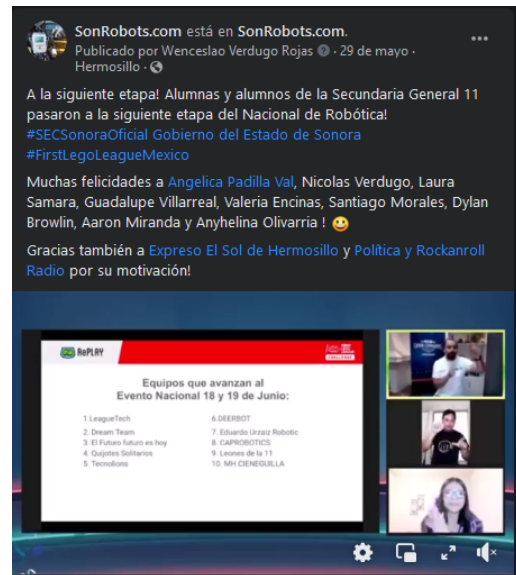 SonRobots.com está en SonRobots.com.
Publicado por Wenceslao Verdugo Rojas · 29 de mayo ·
Hermosillo ·
A la siguiente etapa! Alumnas y alumnos de la Secundaria General 11
pasaron a la siguiente etapa del Nacional de Robótica!
#SECSonoraOficial Gobierno del Estado de Sonora
#FirstLegoLeagueMexico
Muchas felicidades a Angelica Padilla Val, Nicolas Verdugo, Laura
Samara, Guadalupe Villarreal, Valeria Encinas, Santiago Morales, Dylan
Browlin, Aaron Miranda y Anyhelina Olivarria ! 😀
Gracias también a Expreso El Sol de Hermosillo y Política y Rockanroll
Radio por su motivación!
RePLAY
Equipos que avanzan al
Evento Nacional 18 y 19 de Junio:
1 LeagueTech
2. Dream Team
3. El Futuro futuro es hoy
4. Quijotes Solitarios
5. Tecnolions
6.DEERBOT
7. Eduardo Urzaiz Robotic
8. CAPROBOTICS
9. Leones de la 11
10. MH CIENEGUILLA